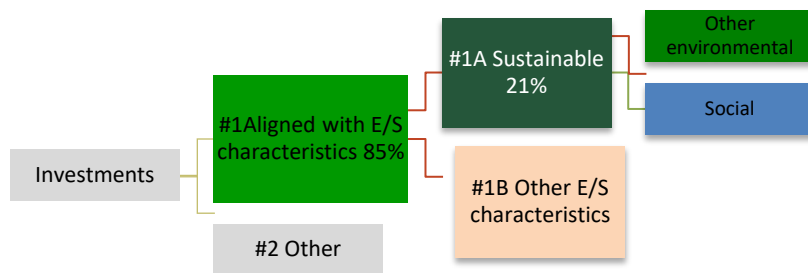 Investments
#1Aligned with E/S
characteristics 85%
#2 Other
#1A Sustainable
21%
#1B Other E/S
characteristics
Other
environmental
Social